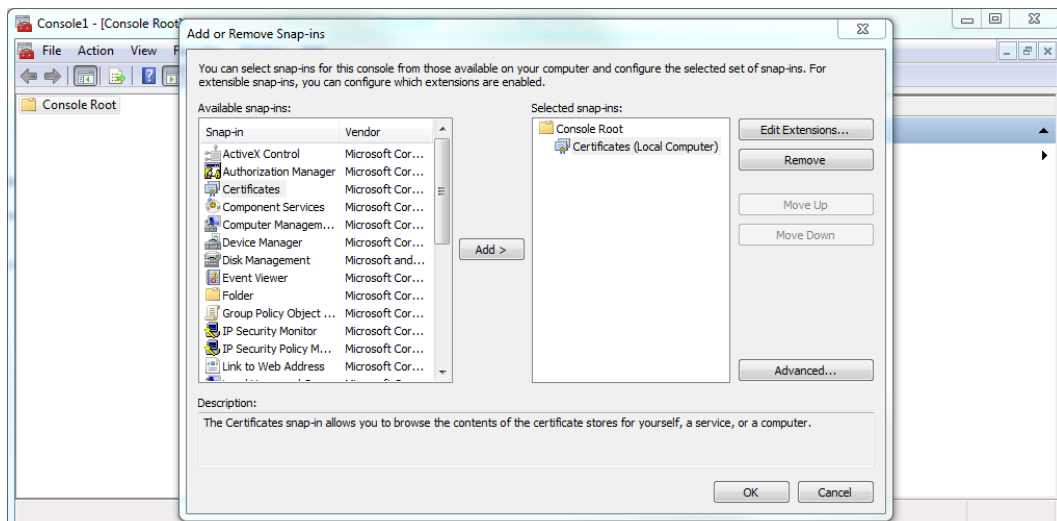 Console1 - [Console Root]
Add or Remove Snap-ins
File Action View F
You can select snap-ins for this console from those available on your computer and configure the selected set of snap-ins. For
extensible snap-ins, you can configure which extensions are enabled.
Console Root
Available snap-ins:
Selected snap-ins:
Snap-in Vendor
ActiveX Control Microsoft Cor...
Authorization Manager Microsoft Cor...
Certificates Microsoft Cor...
Component Services Microsoft Cor...
Computer Managem... Microsoft Cor...
Device Manager Microsoft Cor...
Disk Management Microsoft and...
Event Viewer Microsoft Cor...
Folder Microsoft Cor...
Group Policy Object ... Microsoft Cor...
IP Security Monitor Microsoft Cor...
IP Security Policy M... Microsoft Cor...
Link to Web Address Microsoft Cor...
Add >
Console Root
Certificates (Local Computer)
Edit Extensions...
Remove
Move Up
Move Down
Advanced...
Description:
The Certificates snap-in allows you to browse the contents of the certificate stores for yourself, a service, or a computer.
OK
Cancel